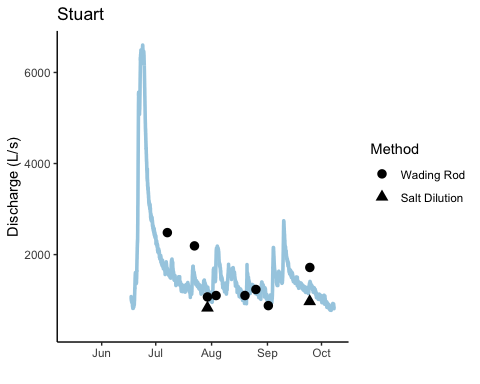 Stuart
Discharge (L/s)
6000
4000
2000
Jun Jul Aug Sep Oct
Method
Wading Rod
Salt Dilution